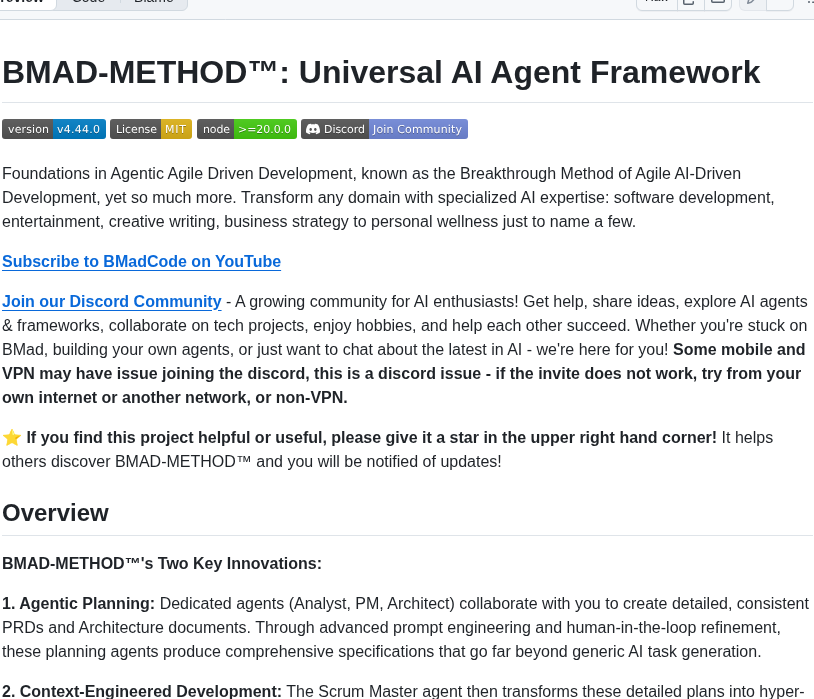 Code
Blame
BMAD-METHOD™: Universal AI Agent Framework
version v4.44.0 License MIT node >=20.0.0 Discord Join Community
Foundations in Agentic Agile Driven Development, known as the Breakthrough Method of Agile AI-Driven
Development, yet so much more. Transform any domain with specialized AI expertise: software development,
entertainment, creative writing, business strategy to personal wellness just to name a few.
Subscribe to BMadCode on YouTube
Join our Discord Community - A growing community for AI enthusiasts! Get help, share ideas, explore AI agents
& frameworks, collaborate on tech projects, enjoy hobbies, and help each other succeed. Whether you're stuck on
BMad, building your own agents, or just want to chat about the latest in AI - we're here for you! Some mobile and
VPN may have issue joining the discord, this is a discord issue - if the invite does not work, try from your
own internet or another network, or non-VPN.
⭐ If you find this project helpful or useful, please give it a star in the upper right hand corner! It helps
others discover BMAD-METHOD™ and you will be notified of updates!
Overview
BMAD-METHOD™'s Two Key Innovations:
1. Agentic Planning: Dedicated agents (Analyst, PM, Architect) collaborate with you to create detailed, consistent
PRDs and Architecture documents. Through advanced prompt engineering and human-in-the-loop refinement,
these planning agents produce comprehensive specifications that go far beyond generic AI task generation.
2. Context-Engineered Development: The Scrum Master agent then transforms these detailed plans into hyper-